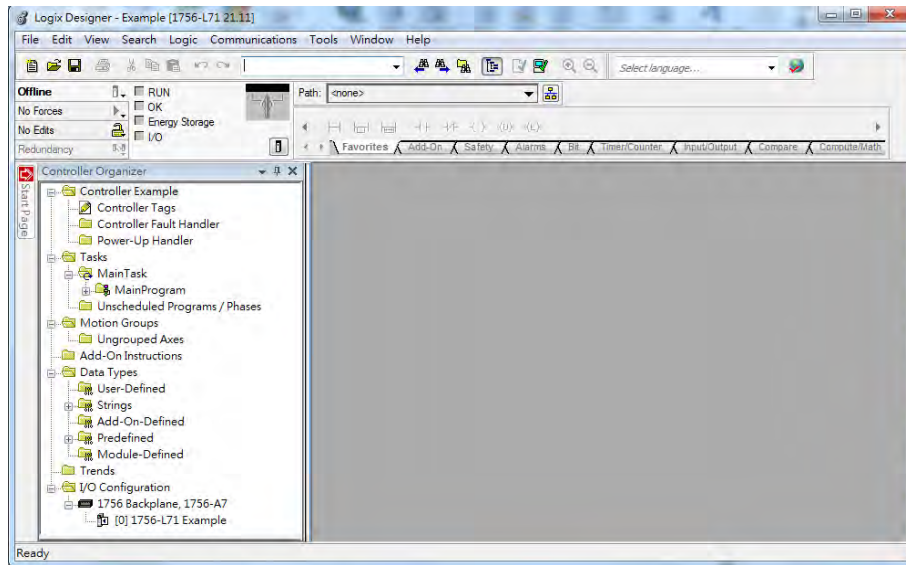 Logix Designer - Example [1756-L71 21.11]
File Edit View Search Logic Communications Tools Window Help
Select language...
Offline
RUN
Path: <none>
No Forces
OK
Energy Storage
No Edits
I/O
Redundancy
Favorites Add-On Safety Alarms Bit Timer/Counter Input/Output Compare Compute/Math
Start Page
Controller Organizer
Controller Example
Controller Tags
Controller Fault Handler
Power-Up Handler
Tasks
MainTask
MainProgram
Unscheduled Programs / Phases
Motion Groups
Ungrouped Axes
Add-On Instructions
Data Types
User-Defined
Strings
Add-On-Defined
Predefined
Module-Defined
Trends
I/O Configuration
1756 Backplane, 1756-A7
[0] 1756-L71 Example
Ready